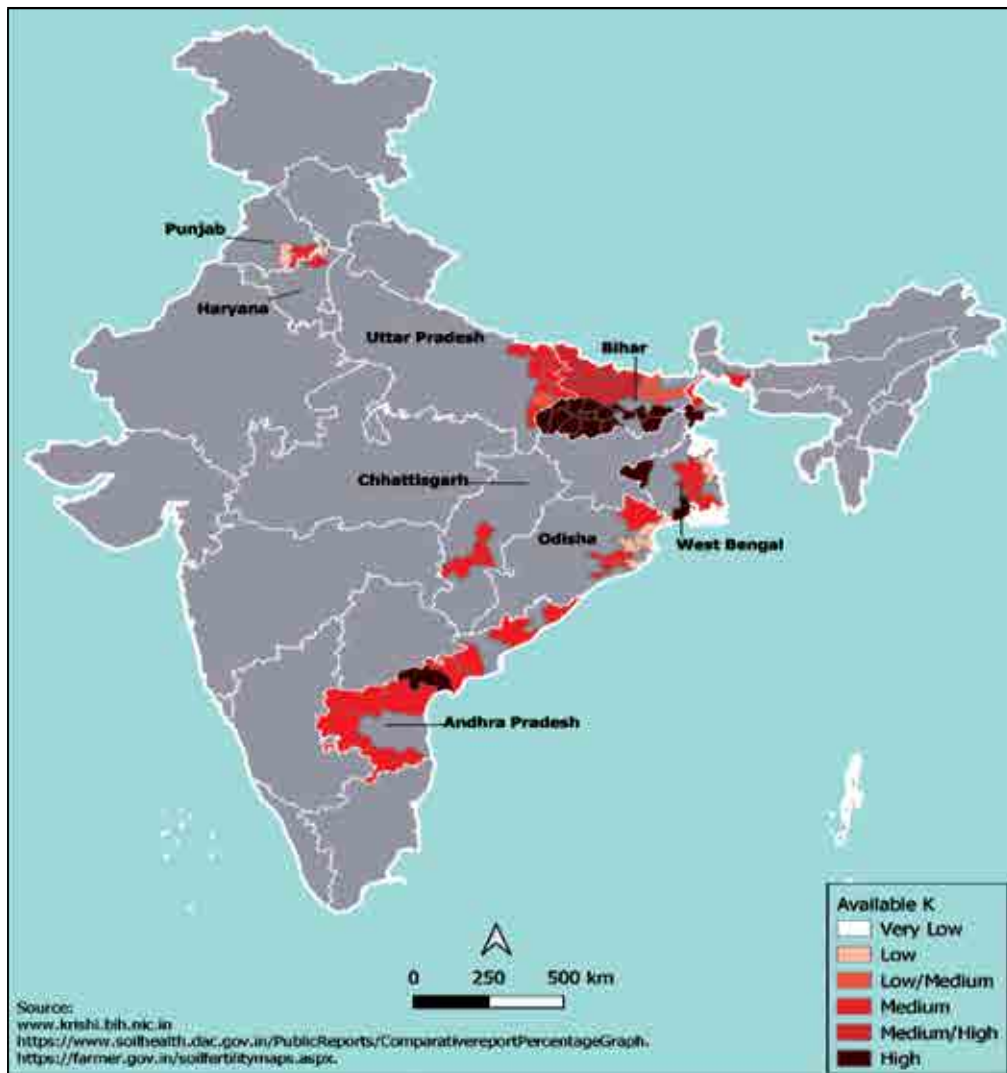 Punjab
Haryana
Uttar Pradesh
Bihar
Chhattisgarh
Odisha
West Bengal
Andhra Pradesh
0 250 500 km
Available K
Very Low
Low
Low/Medium
Medium
Medium/High
High
Source:
www.krishi.bih.nic.in
https://www.soilhealth.dac.gov.in/PublicReports/ComparativereportPercentageGraph.
https://farmer.gov.in/soilfertilitymaps.aspx.